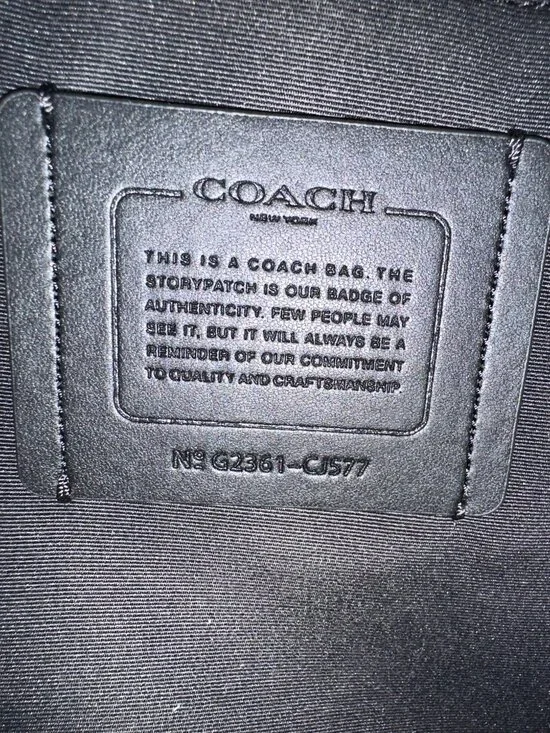 COACH
NEW YORK
THIS IS A COACH BAG. THE
STORYPATCH IS OUR BADGE OF
AUTHENTICITY. FEW PEOPLE MAY
SEE IT, BUT IT WILL ALWAYS BE A
REMINDER OF OUR COMMITMENT
TO QUALITY AND CRAFTSMANSHIP.
Nº G2361-CJ577